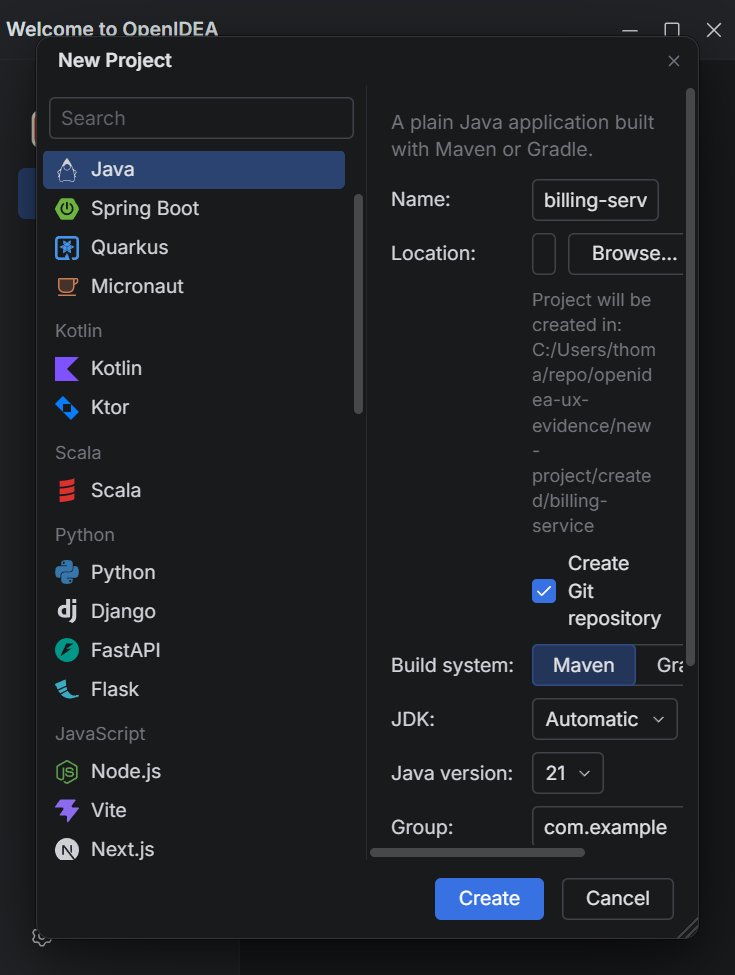 Welcome to OpenIDEA
New Project
Search
Java
Spring Boot
Quarkus
Micronaut
Kotlin
Kotlin
Ktor
Scala
Scala
Python
Python
Django
FastAPI
Flask
JavaScript
Node.js
Vite
Next.js
A plain Java application built
with Maven or Gradle.
Name:
billing-serv
Location:
Browse...
Project will be
created in:
C:/Users/thom
a/repo/openid
ea-ux-
evidence/new
-
project/create
d/billing-
service
Create
Git
repository
Build system:
Maven
Gra
JDK:
Automatic
Java version:
21
Group:
com.example
Create
Cancel